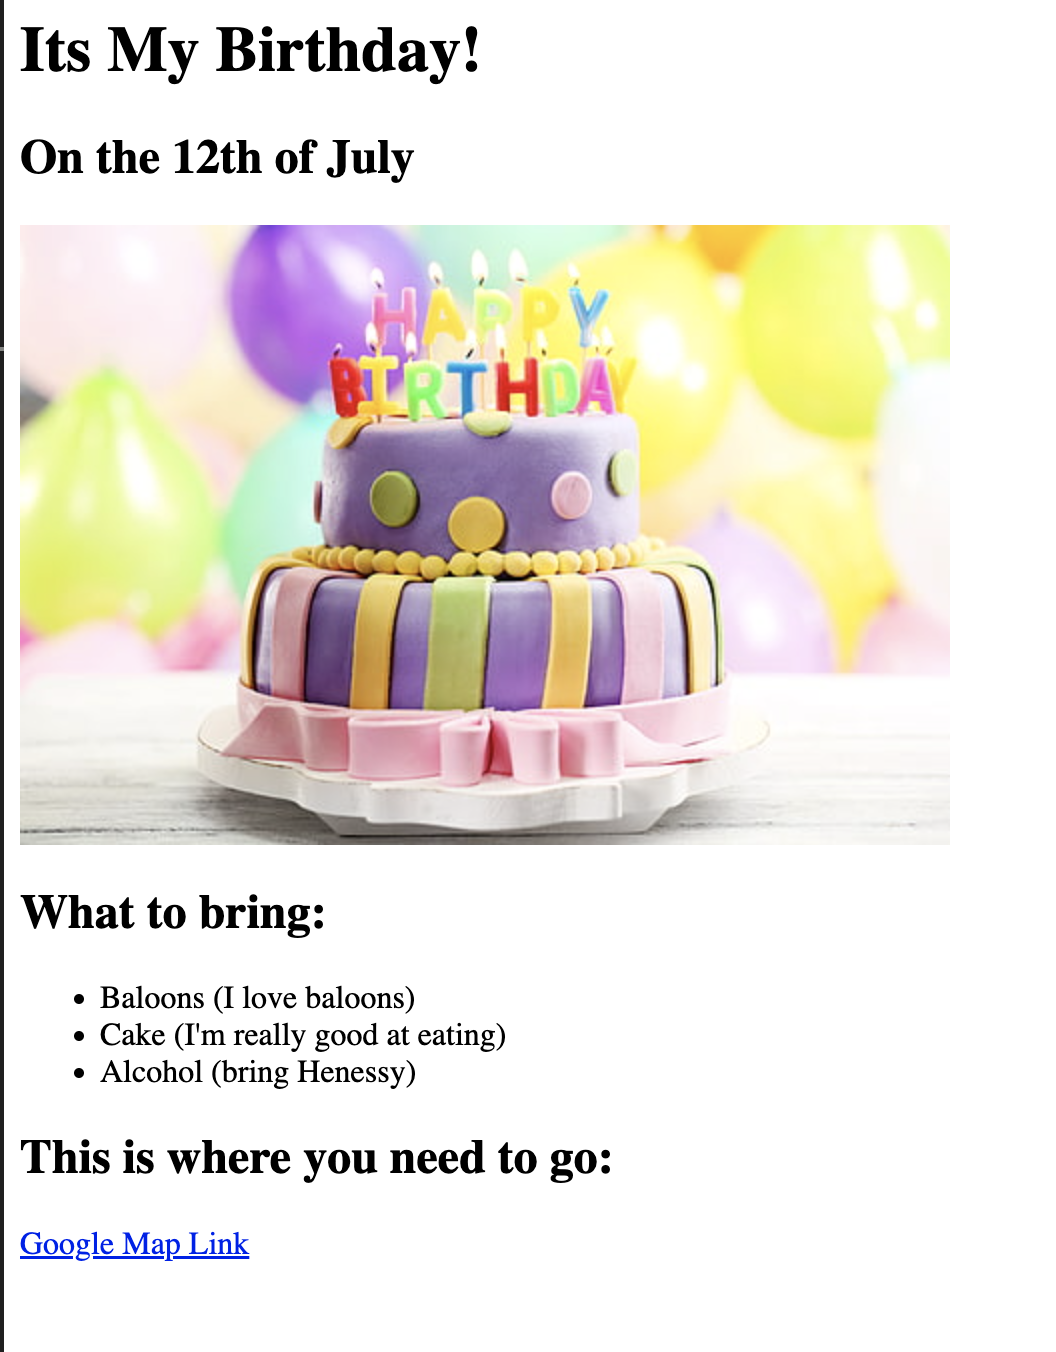 Its My Birthday!
On the 12th of July
HAPPY
BIRTHDAY
What to bring:
Baloons (I love baloons)
Cake (I'm really good at eating)
Alcohol (bring Henessy)
This is where you need to go:
Google Map Link